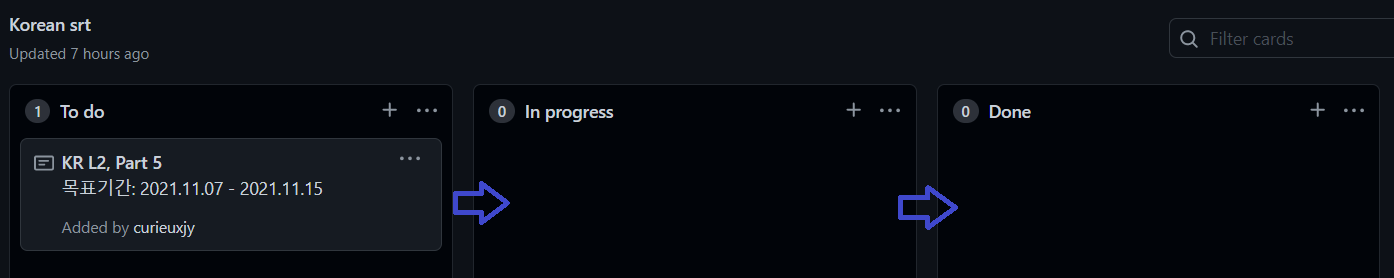 Korean srt
Updated 7 hours ago
Filter cards
1 To do
KR L2, Part 5
목표기간: 2021.11.07 - 2021.11.15
Added by curieuxjy
0 In progress
0 Done